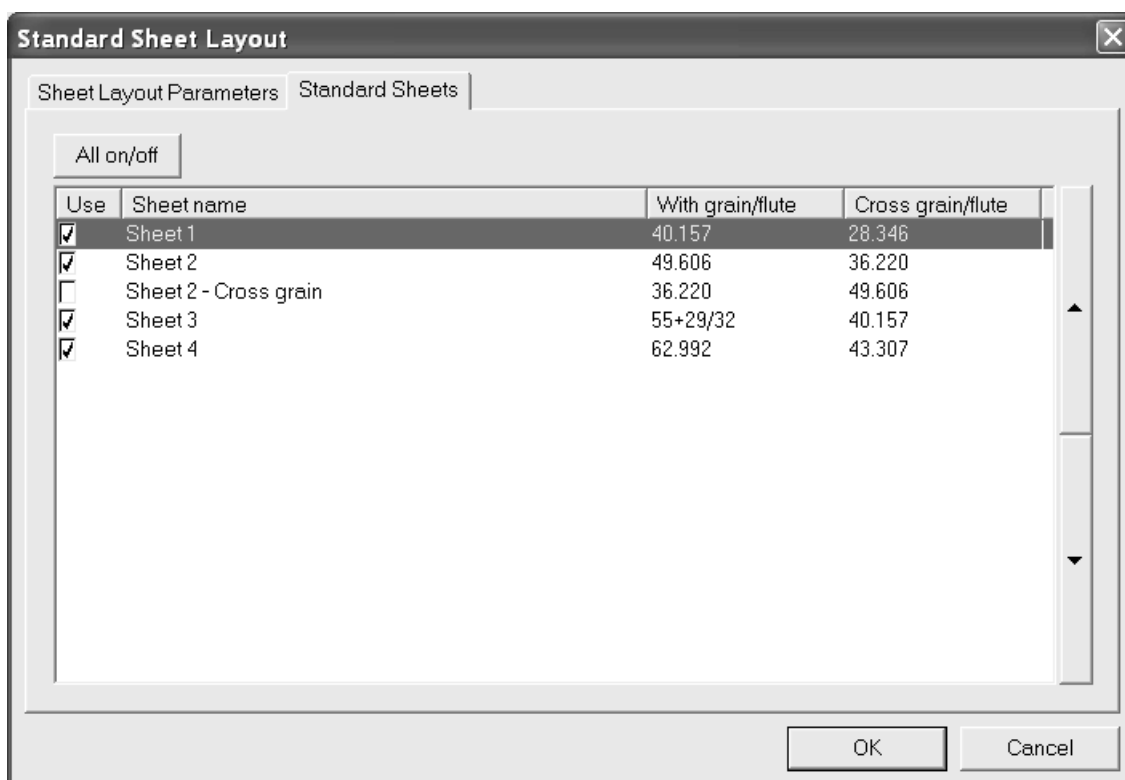 Standard Sheet Layout
Sheet Layout Parameters Standard Sheets
All on/off
Use Sheet name With grain/flute Cross grain/flute
Sheet 1 40.157 28.346
Sheet 2 49.606 36.220
Sheet 2 - Cross grain 36.220 49.606
Sheet 3 55+29/32 40.157
Sheet 4 62.992 43.307
OK Cancel